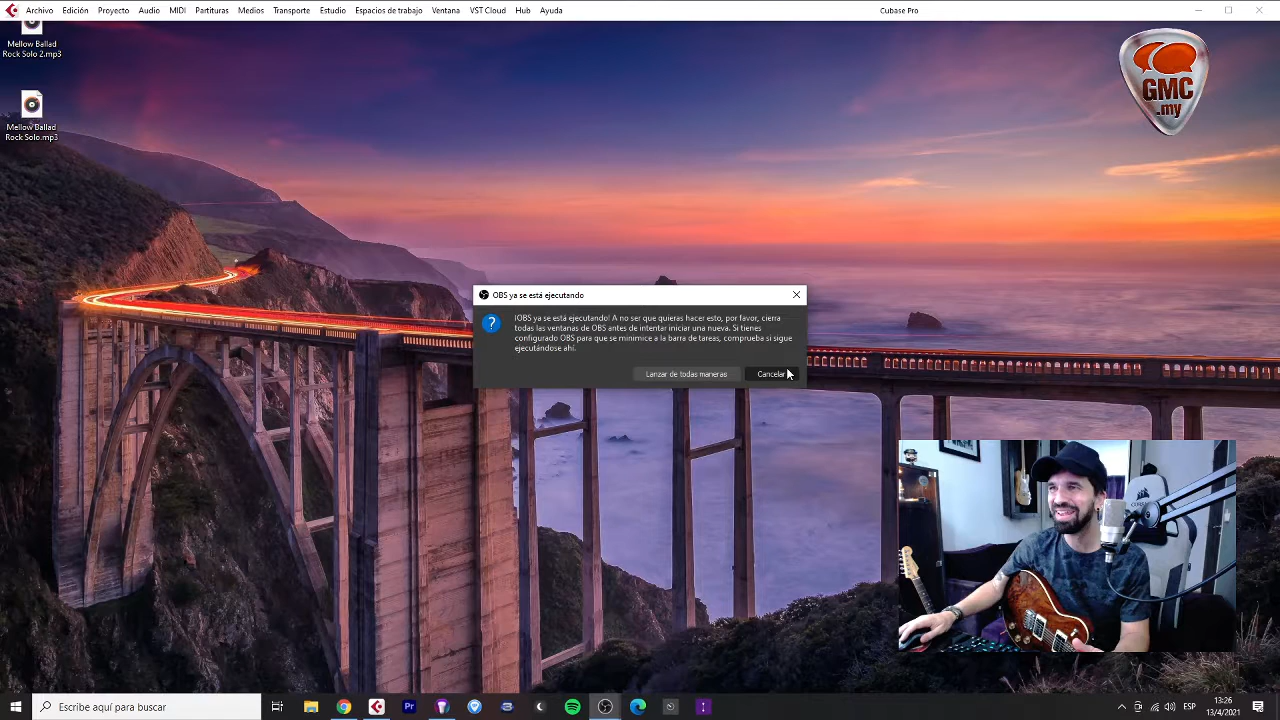 Archivo Edición Proyecto Audio MIDI Partituras Medios Transporte Estudio Espacios de trabajo Ventana VST Cloud Hub Ayuda Cubase Pro
Mellow Ballad
Rock Solo 2.mp3
GMC
.my
Mellow Ballad
Rock Solo.mp3
OBS ya se está ejecutando
¡OBS ya se está ejecutando! A no ser que quieras hacer esto, por favor, cierra
todas las ventanas de OBS antes de intentar iniciar una nueva. Si tienes
configurado OBS para que se minimice a la barra de tareas, comprueba si sigue
ejecutándose ahí.
Lanzar de todas maneras Cancelar
Escribe aquí para buscar
Pr
ESP
13:26
13/4/2021